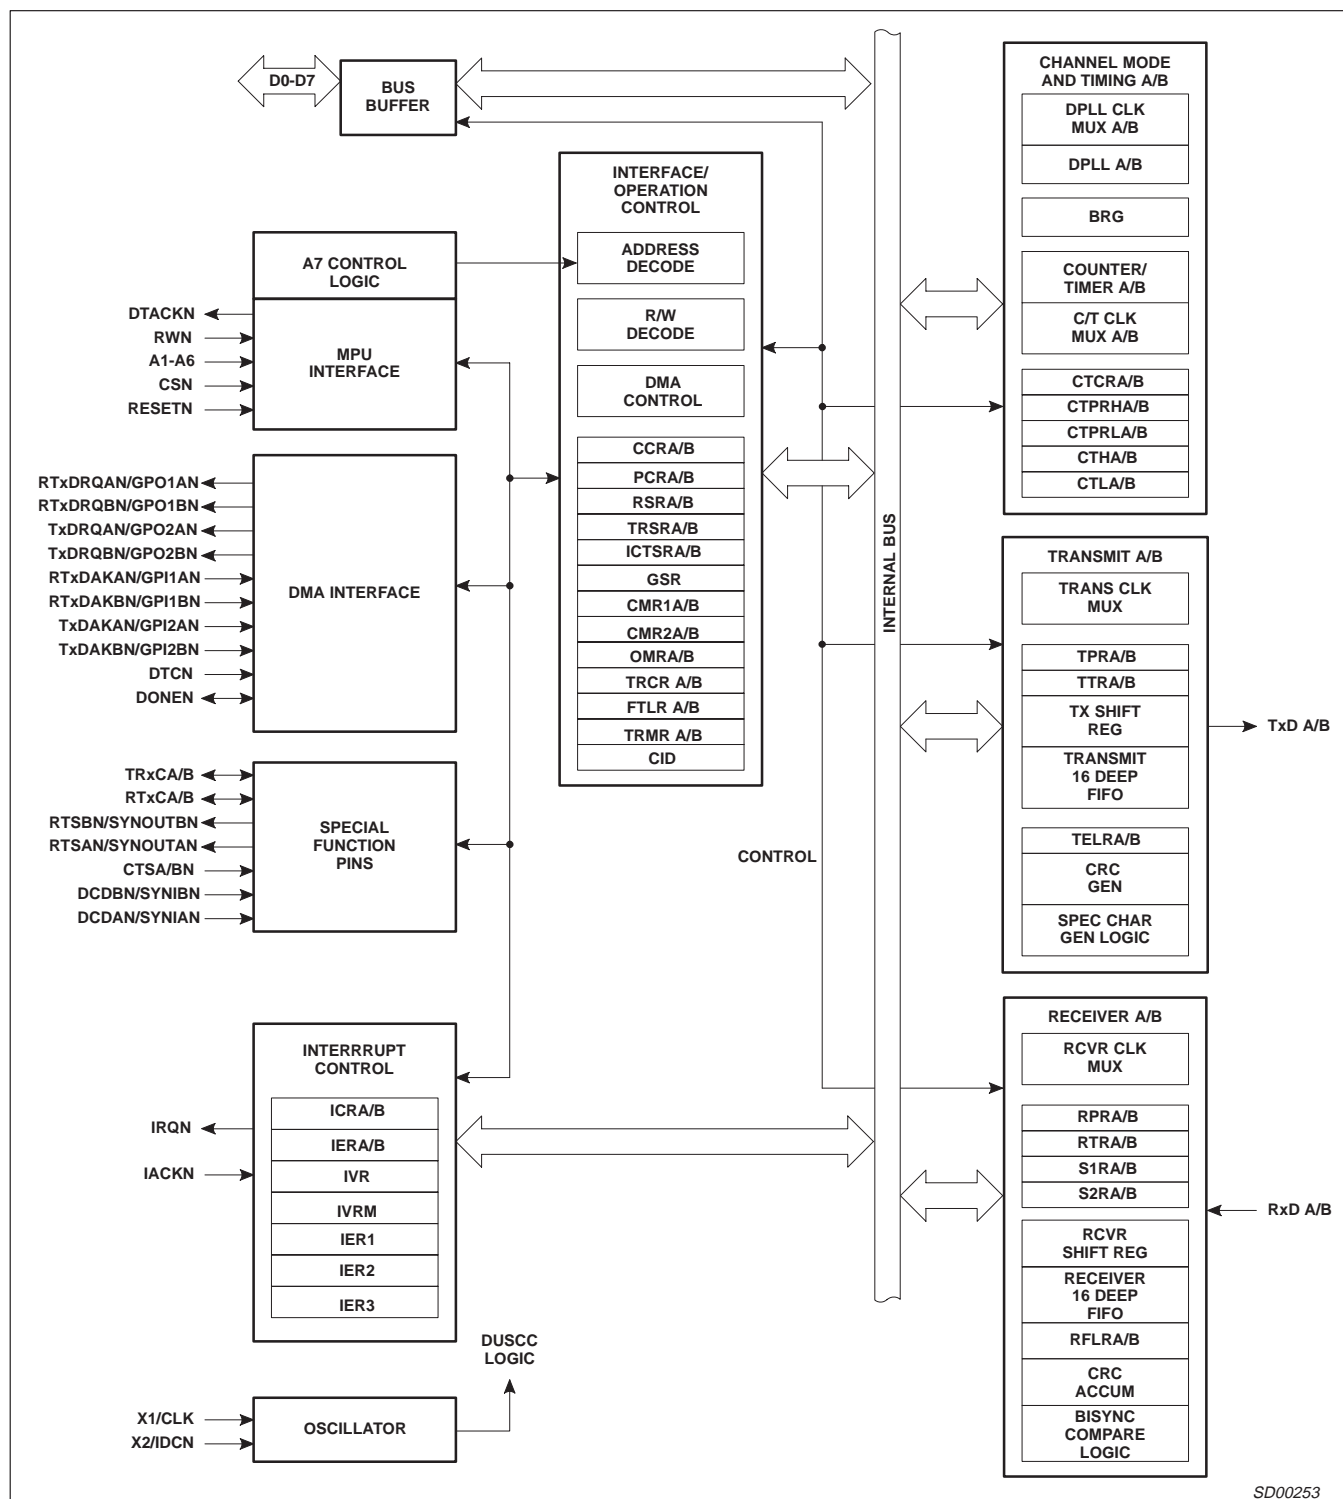 D0-D7
BUS
BUFFER
A7 CONTROL
LOGIC
DTACKN
RWN
A1-A6
CSN
RESETN
MPU
INTERFACE
RTxDRQAN/GPO1AN
RTxDRQBN/GPO1BN
TxDRQAN/GPO2AN
TxDRQBN/GPO2BN
RTxDAKAN/GPI1AN
RTxDAKBN/GPI1BN
TxDAKAN/GPI2AN
TxDAKBN/GPI2BN
DTCN
DONEN
DMA INTERFACE
TRxCA/B
RTxCA/B
RTSBN/SYNOUTBN
RTSAN/SYNOUTAN
CTSA/BN
DCDBN/SYNIBN
DCDAN/SYNIAN
SPECIAL
FUNCTION
PINS
INTERRRUPT
CONTROL
ICRA/B
IERA/B
IVR
IVRM
IER1
IER2
IER3
IRQN
IACKN
DUSCC
LOGIC
X1/CLK
X2/IDCN
OSCILLATOR
INTERFACE/
OPERATION
CONTROL
ADDRESS
DECODE
R/W
DECODE
DMA
CONTROL
CCRA/B
PCRA/B
RSRA/B
TRSRA/B
ICTSRA/B
GSR
CMR1A/B
CMR2A/B
OMRA/B
TRCR A/B
FTLR A/B
TRMR A/B
CID
CONTROL
INTERNAL BUS
CHANNEL MODE
AND TIMING A/B
DPLL CLK
MUX A/B
DPLL A/B
BRG
COUNTER/
TIMER A/B
C/T CLK
MUX A/B
CTCRA/B
CTPRHA/B
CTPRLA/B
CTHA/B
CTLA/B
TRANSMIT A/B
TRANS CLK
MUX
TPRA/B
TTRA/B
TX SHIFT
REG
TRANSMIT
16 DEEP
FIFO
TxD A/B
TELRA/B
CRC
GEN
SPEC CHAR
GEN LOGIC
RECEIVER A/B
RCVR CLK
MUX
RPRA/B
RTRA/B
S1RA/B
S2RA/B
RxD A/B
RCVR
SHIFT REG
RECEIVER
16 DEEP
FIFO
RFLRA/B
CRC
ACCUM
BISYNC
COMPARE
LOGIC
SD00253